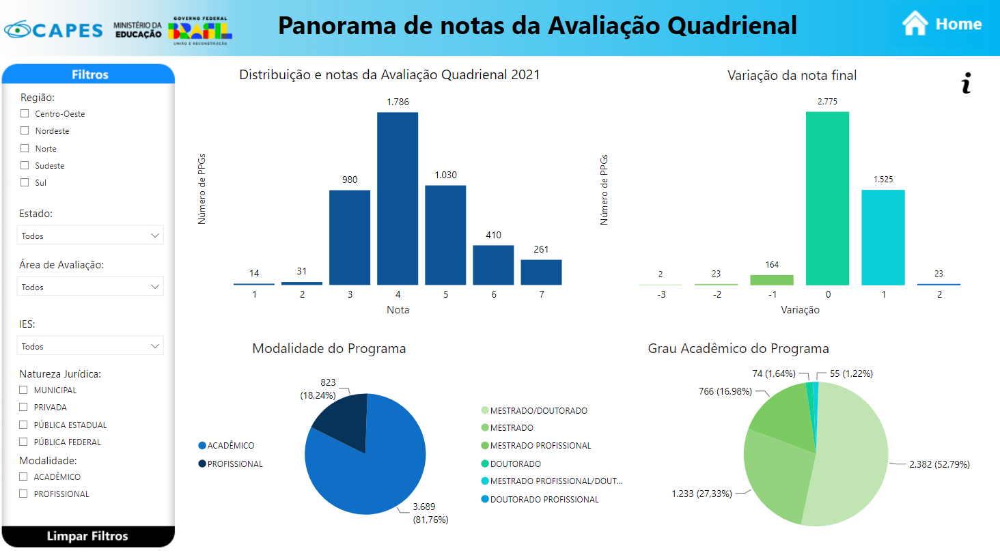 CAPES
MINISTÉRIO DA
EDUCAÇÃO
GOVERNO FEDERAL
BRASIL
UNIÃO E RECONSTRUÇÃO
Panorama de notas da Avaliação Quadrienal
Home
Filtros
Região:
Centro-Oeste
Nordeste
Norte
Sudeste
Sul
Estado:
Todos
Área de Avaliação:
Todos
IES:
Todos
Natureza Jurídica:
MUNICIPAL
PRIVADA
PÚBLICA ESTADUAL
PÚBLICA FEDERAL
Modalidade:
ACADÊMICO
PROFISSIONAL
Limpar Filtros
Distribuição e notas da Avaliação Quadrienal 2021
Número de PPGs
14
31
980
1.786
1.030
410
261
1 2 3 4 5 6 7
Nota
Variação da nota final
i
Número de PPGs
2
23
164
2.775
1.525
23
-3 -2 -1 0 1 2
Variação
Modalidade do Programa
ACADÊMICO
PROFISSIONAL
823
(18,24%)
3.689
(81,76%)
Grau Acadêmico do Programa
MESTRADO/DOUTORADO
MESTRADO
MESTRADO PROFISSIONAL
DOUTORADO
MESTRADO PROFISSIONAL/DOUT...
DOUTORADO PROFISSIONAL
74 (1,64%)
55 (1,22%)
766 (16,98%)
2.382 (52,79%)
1.233 (27,33%)